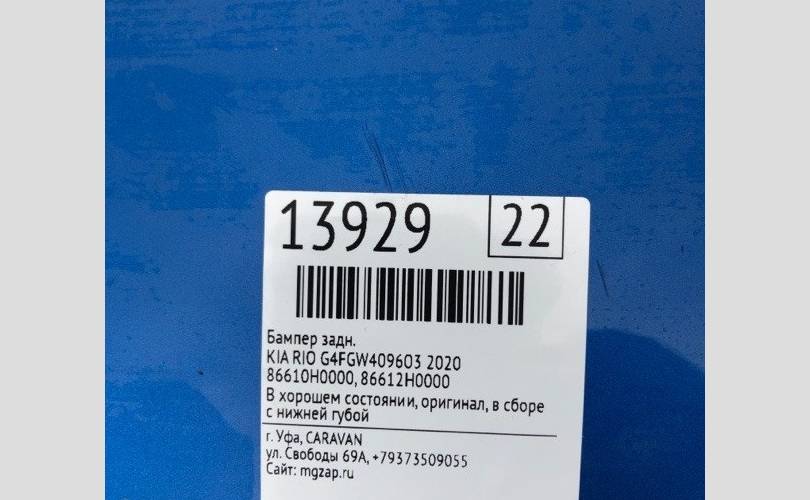 13929 22
Бампер задн.
KIA RIO G4FGW409603 2020
86610H0000, 86612H0000
В хорошем состоянии, оригинал, в сборе
с нижней губой
г. Уфа, CARAVAN
ул. Свободы 69А, +79373509055
Сайт: mgzap.ru